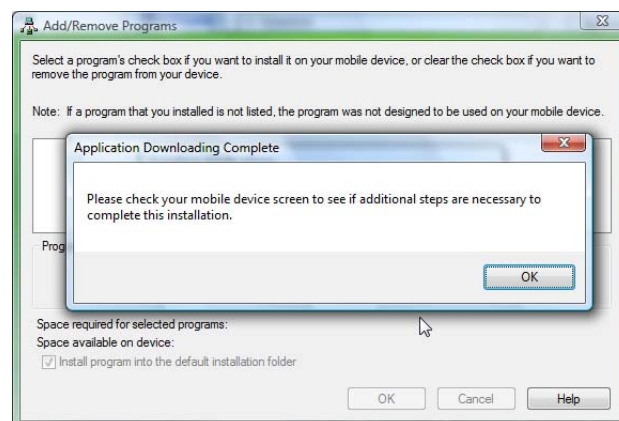 Add/Remove Programs
Select a program's check box if you want to install it on your mobile device, or clear the check box if you want to
remove the program from your device.
Note: If a program that you installed is not listed, the program was not designed to be used on your mobile device.
Application Downloading Complete
Please check your mobile device screen to see if additional steps are necessary to
complete this installation.
OK
Space required for selected programs:
Space available on device:
Install program into the default installation folder
OK Cancel Help